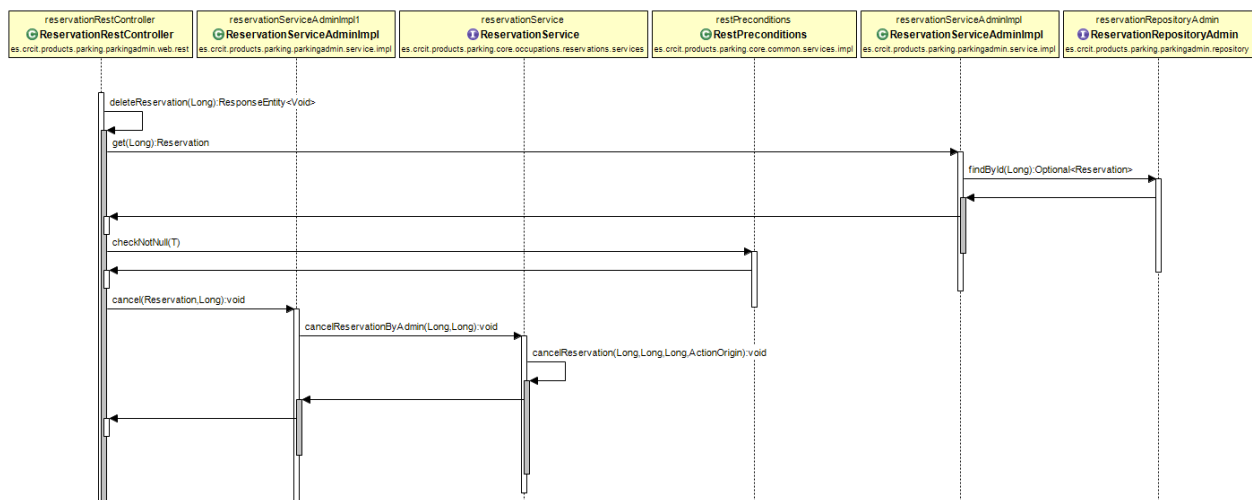 reservationRestController
C ReservationRestController
es.crcit.products.parking.parkingadmin.web.rest
reservationServiceAdminImpl1
C ReservationServiceAdminImpl
es.crcit.products.parking.parkingadmin.service.impl
reservationService
I ReservationService
es.crcit.products.parking.core.occupations.reservations.services
restPreconditions
C RestPreconditions
es.crcit.products.parking.core.common.services.impl
reservationServiceAdminImpl
C ReservationServiceAdminImpl
es.crcit.products.parking.parkingadmin.service.impl
reservationRepositoryAdmin
I ReservationRepositoryAdmin
es.crcit.products.parking.parkingadmin.repository
deleteReservation(Long):ResponseEntity<Void>
get(Long):Reservation
findById(Long):Optional<Reservation>
checkNotNull(T)
cancel(Reservation,Long):void
cancelReservationByAdmin(Long,Long):void
cancelReservation(Long,Long,Long,ActionOrigin):void